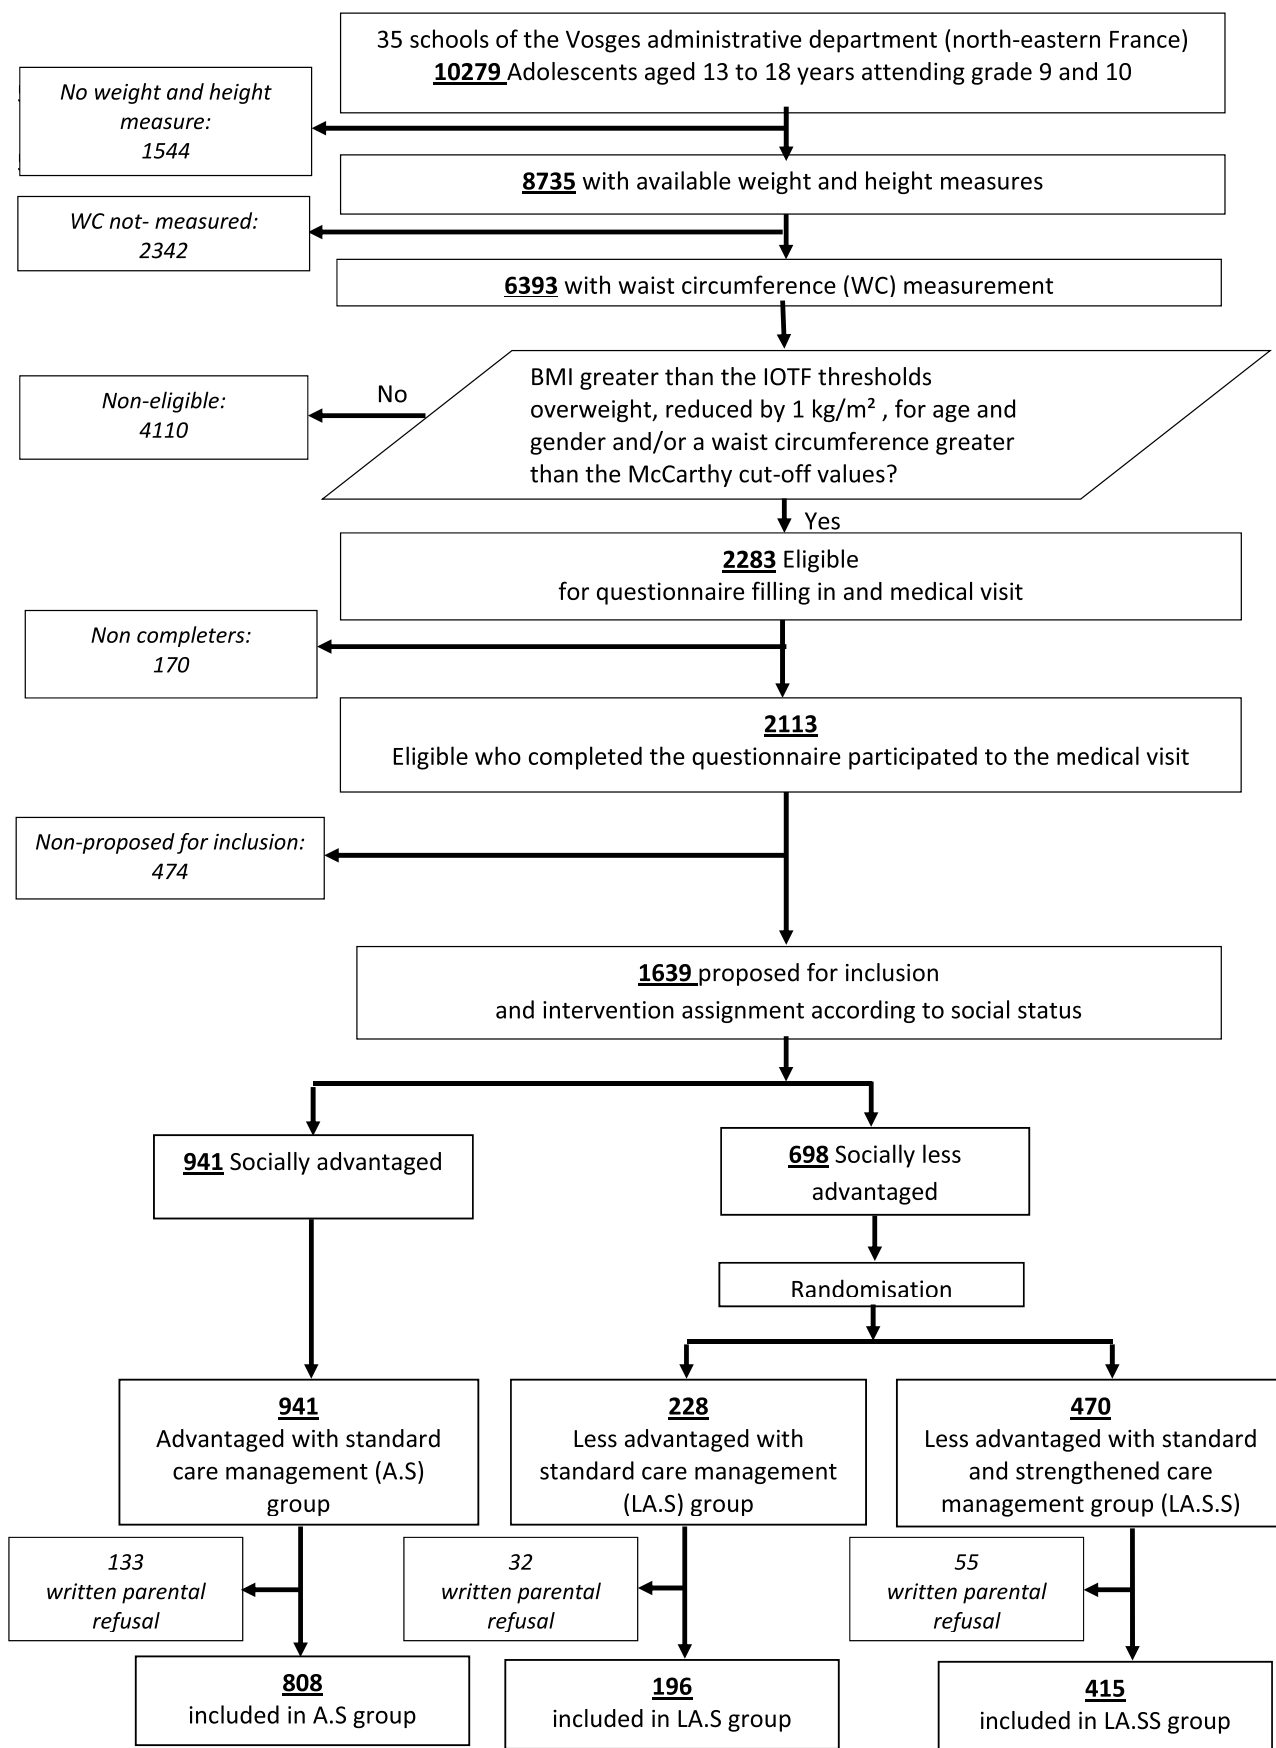 35 schools of the Vosges administrative department (north-eastern France)
10279 Adolescents aged 13 to 18 years attending grade 9 and 10
No weight and height
measure:
1544
8735 with available weight and height measures
WC not- measured:
2342
6393 with waist circumference (WC) measurement
BMI greater than the IOTF thresholds
overweight, reduced by 1 kg/m² , for age and
gender and/or a waist circumference greater
than the McCarthy cut-off values?
No
Non-eligible:
4110
Yes
2283 Eligible
for questionnaire filling in and medical visit
Non completers:
170
2113
Eligible who completed the questionnaire participated to the medical visit
Non-proposed for inclusion:
474
1639 proposed for inclusion
and intervention assignment according to social status
941 Socially advantaged
698 Socially less
advantaged
Randomisation
941
Advantaged with standard
care management (A.S)
group
228
Less advantaged with
standard care management
(LA.S) group
470
Less advantaged with standard
and strengthened care
management group (LA.S.S)
133
written parental
refusal
32
written parental
refusal
55
written parental
refusal
808
included in A.S group
196
included in LA.S group
415
included in LA.SS group